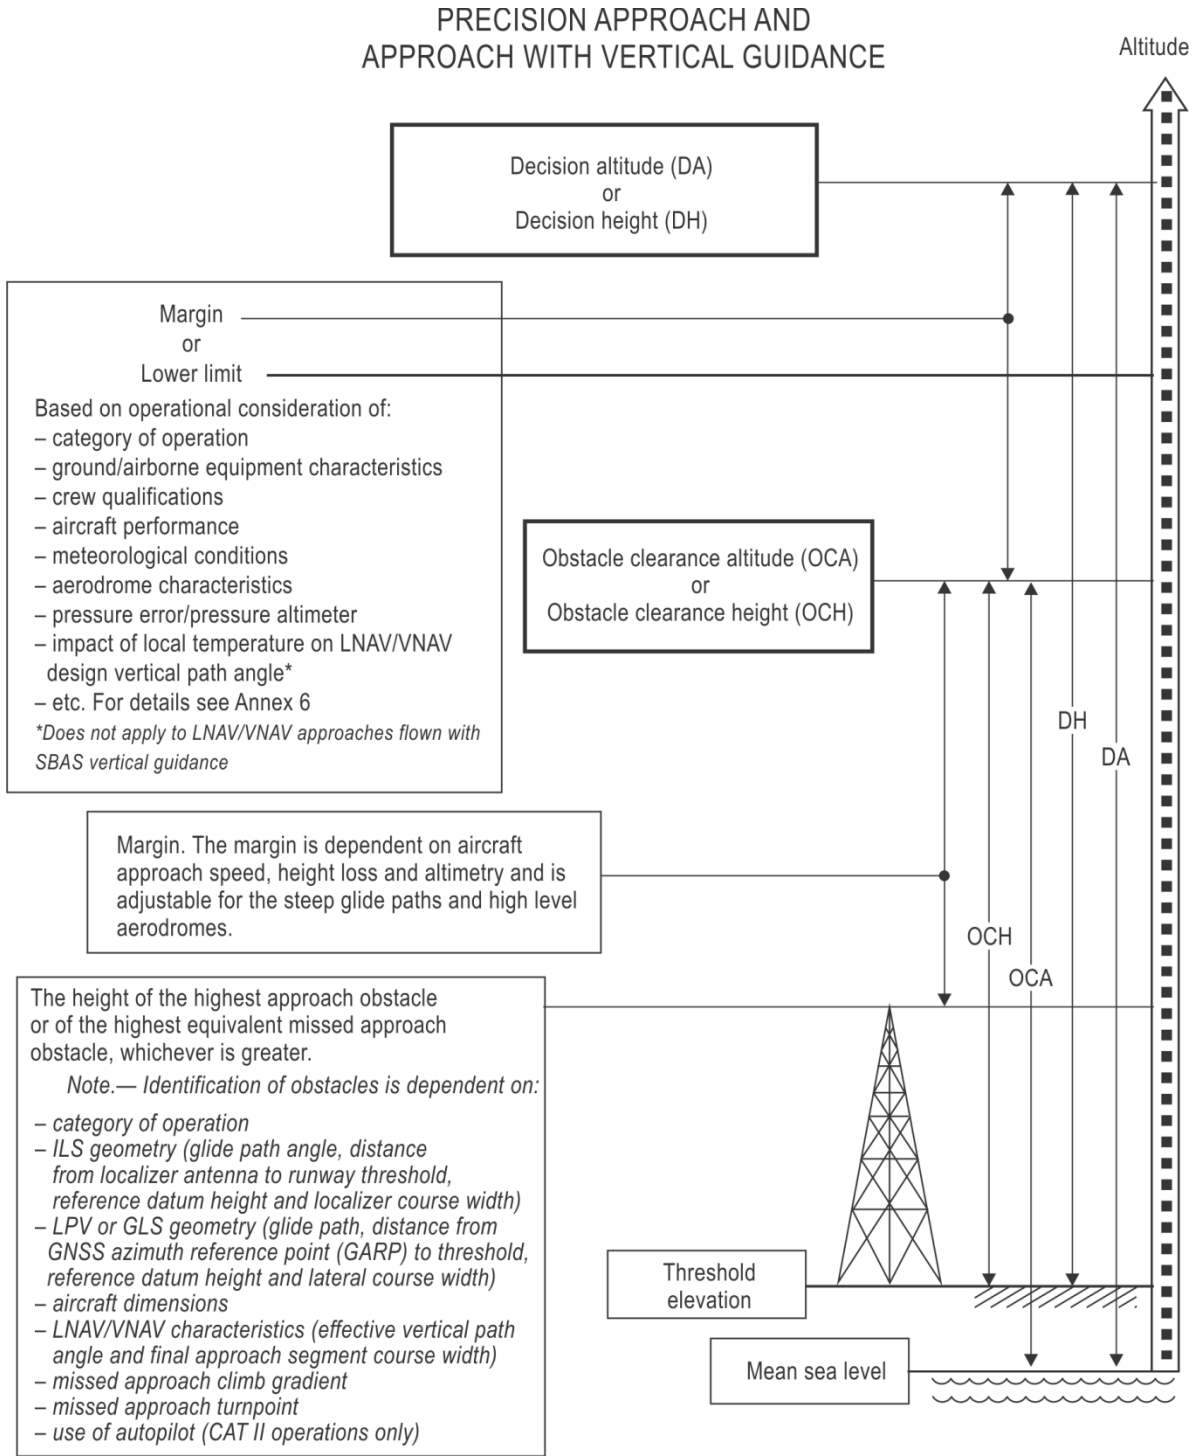 PRECISION APPROACH AND
APPROACH WITH VERTICAL GUIDANCE
Altitude
Decision altitude (DA)
or
Decision height (DH)
Margin
or
Lower limit
Based on operational consideration of:
– category of operation
– ground/airborne equipment characteristics
– crew qualifications
– aircraft performance
– meteorological conditions
– aerodrome characteristics
– pressure error/pressure altimeter
– impact of local temperature on LNAV/VNAV
design vertical path angle*
– etc. For details see Annex 6
*Does not apply to LNAV/VNAV approaches flown with
SBAS vertical guidance
Obstacle clearance altitude (OCA)
or
Obstacle clearance height (OCH)
DH
DA
Margin. The margin is dependent on aircraft
approach speed, height loss and altimetry and is
adjustable for the steep glide paths and high level
aerodromes.
OCH
OCA
The height of the highest approach obstacle
or of the highest equivalent missed approach
obstacle, whichever is greater.
Note.— Identification of obstacles is dependent on:
– category of operation
– ILS geometry (glide path angle, distance
from localizer antenna to runway threshold,
reference datum height and localizer course width)
– LPV or GLS geometry (glide path, distance from
GNSS azimuth reference point (GARP) to threshold,
reference datum height and lateral course width)
– aircraft dimensions
– LNAV/VNAV characteristics (effective vertical path
angle and final approach segment course width)
– missed approach climb gradient
– missed approach turnpoint
– use of autopilot (CAT II operations only)
Threshold
elevation
Mean sea level